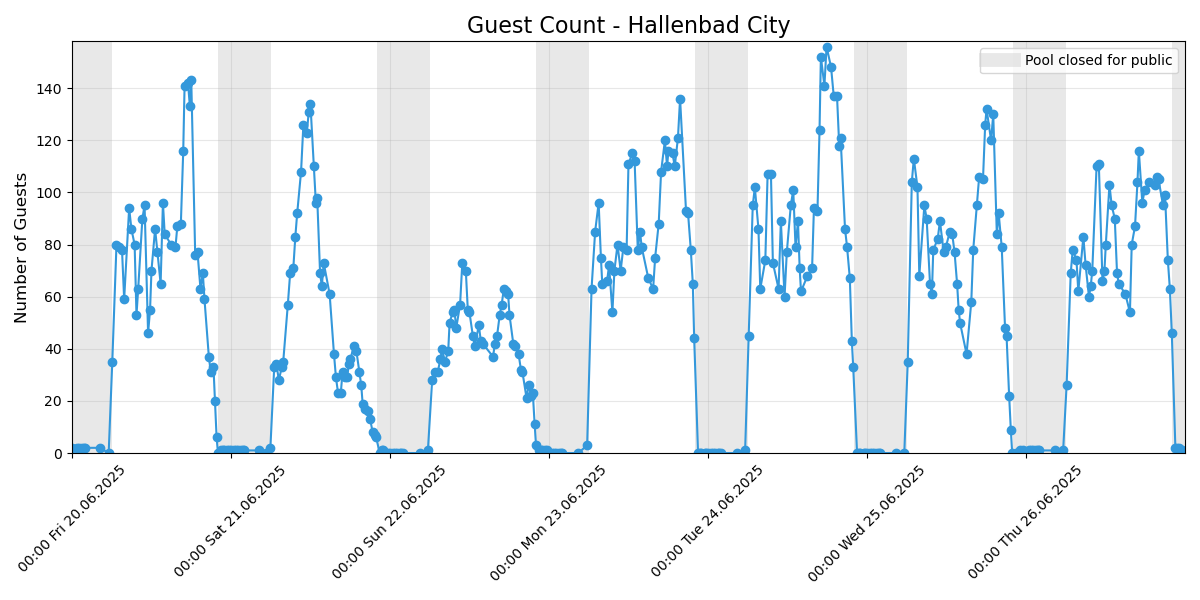 Guest Count - Hallenbad City
Pool closed for public
Number of Guests
140
120
100
80
60
40
20
0
00:00 Fri 20.06.2025
00:00 Sat 21.06.2025
00:00 Sun 22.06.2025
00:00 Mon 23.06.2025
00:00 Tue 24.06.2025
00:00 Wed 25.06.2025
00:00 Thu 26.06.2025